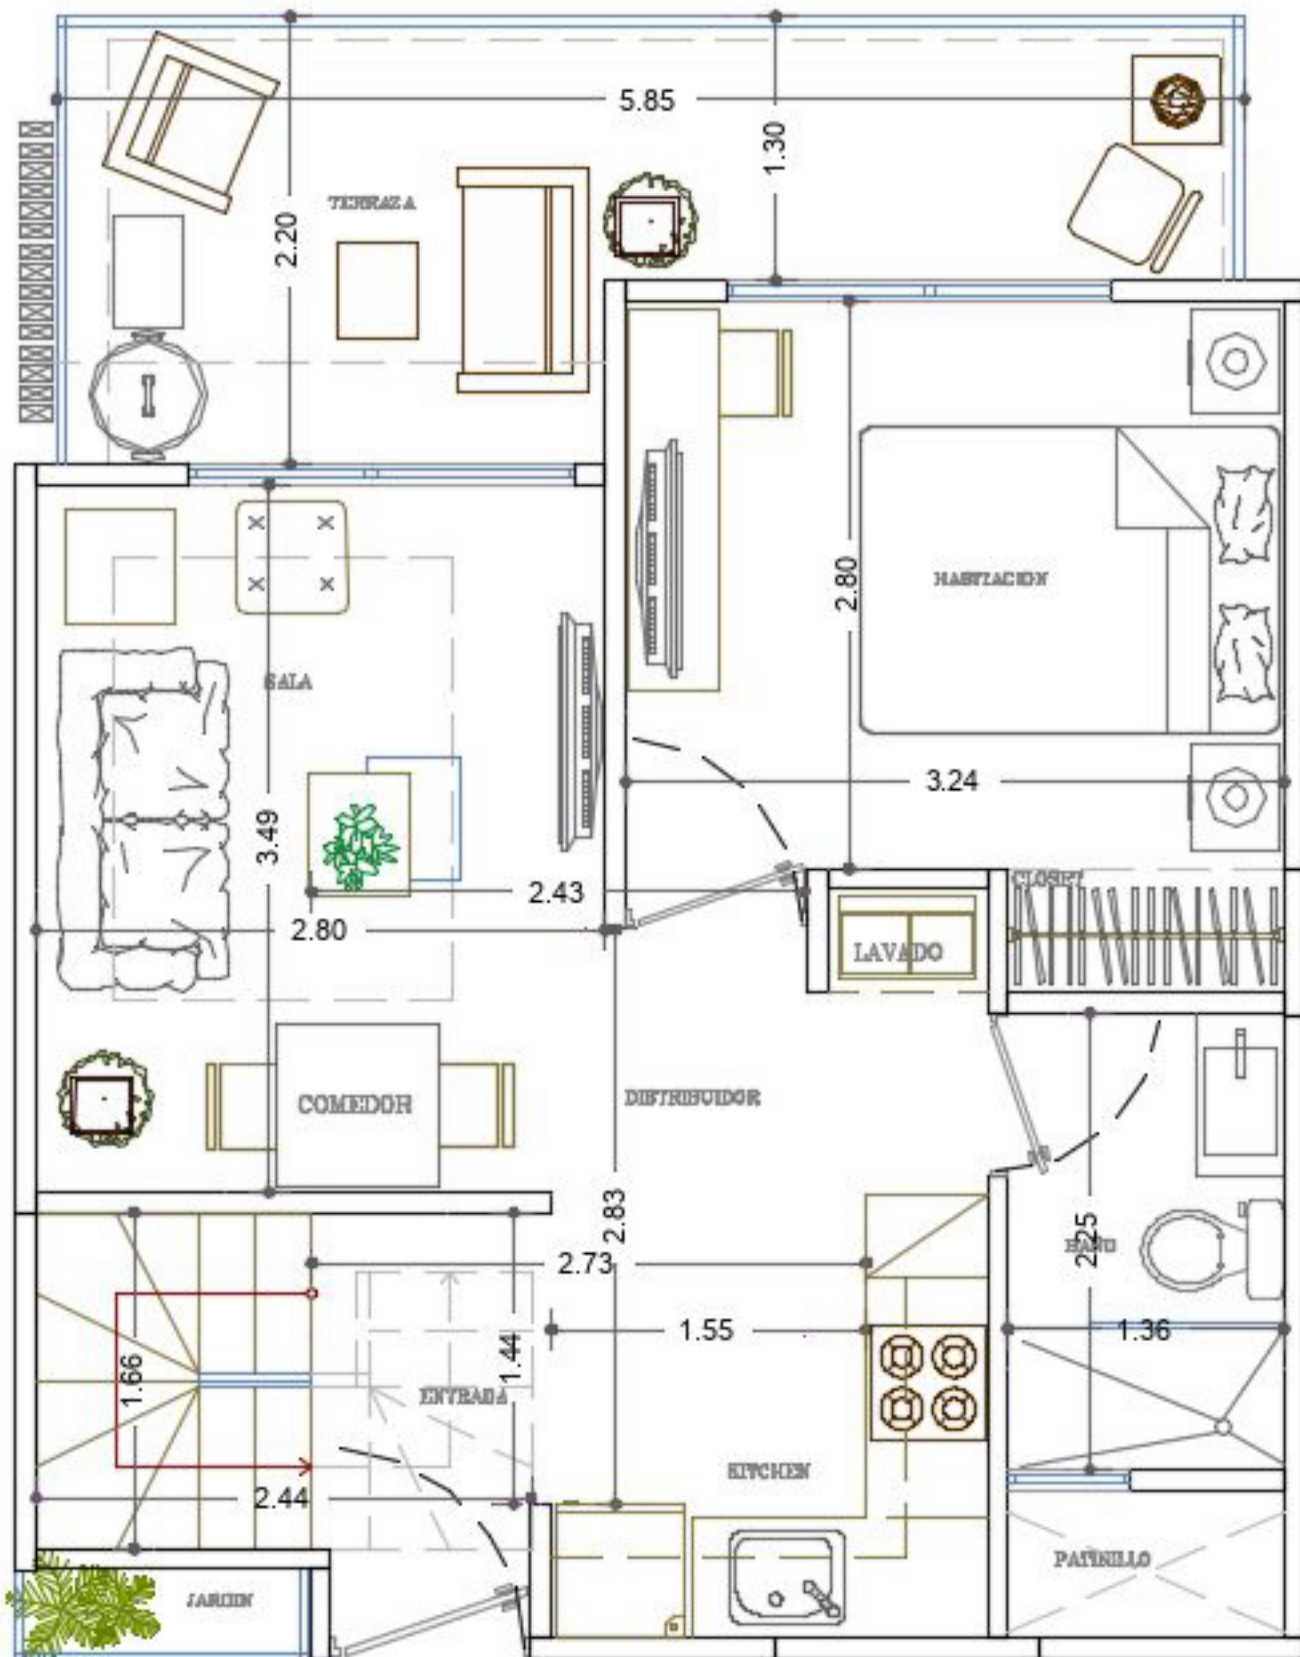 5.85
1.30
TERRAZA
2.20
2.80
HABITACION
SALA
3.24
3.49
CLOSET
2.43
2.80
LAVADO
COMEDOR
DISTRIBUIDOR
2.83
2.25
BAÑO
2.73
1.55
1.36
1.66
1.44
ENTRADA
KITCHEN
2.44
PATINILLO
JARDIN